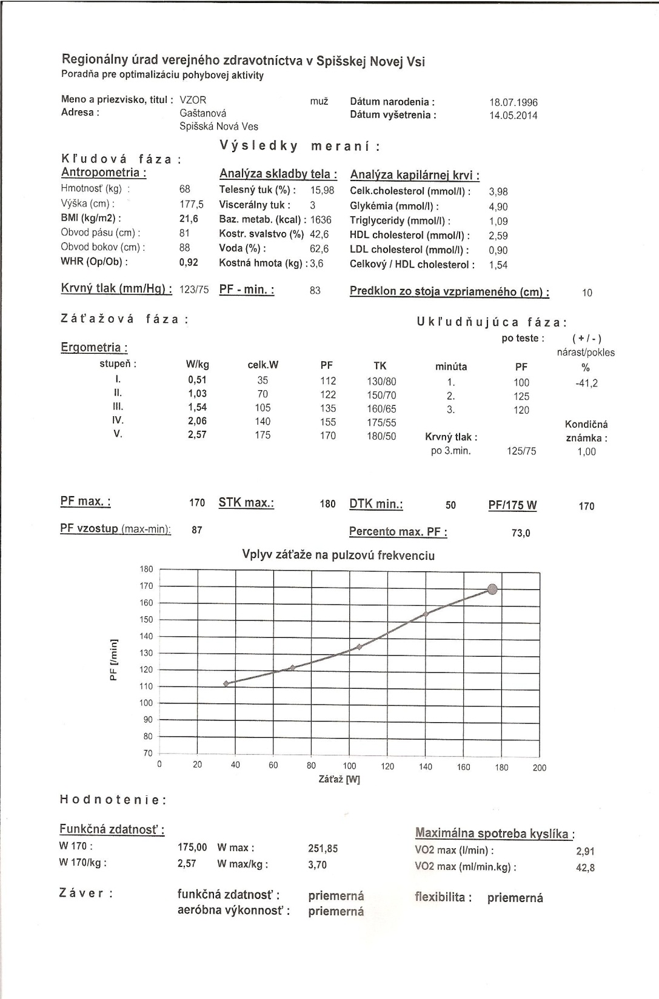 Regionálny úrad verejného zdravotníctva v Spišskej Novej Vsi
Poradňa pre optimalizáciu pohybovej aktivity
Meno a priezvisko, titul : VZOR muž Dátum narodenia : 18.07.1996
Adresa : Gaštanová Dátum vyšetrenia : 14.05.2014
Spišská Nová Ves
Výsledky meraní :
Kľudová fáza :
Antropometria : Analýza skladby tela : Analýza kapilárnej krvi :
Hmotnosť (kg) : 68 Telesný tuk (%) : 15,98 Celk.cholesterol (mmol/l) : 3,98
Výška (cm) : 177,5 Viscerálny tuk : 3 Glykémia (mmol/l) : 4,90
BMI (kg/m2) : 21,6 Baz. metab. (kcal) : 1636 Triglyceridy (mmol/l) : 1,09
Obvod pásu (cm) : 81 Kostr. svalstvo (%) 42,6 HDL cholesterol (mmol/l) : 2,59
Obvod bokov (cm) : 88 Voda (%) : 62,6 LDL cholesterol (mmol/l) : 0,90
WHR (Op/Ob) : 0,92 Kostná hmota (kg) : 3,6 Celkový / HDL cholesterol : 1,54
Krvný tlak (mm/Hg) : 123/75 PF - min. : 83 Predklon zo stoja vzpriameného (cm) : 10
Záťažová fáza : Ukľudňujúca fáza:
po teste : ( + / - )
Ergometria : nárast/pokles
stupeň : W/kg celk.W PF TK minúta PF %
I. 0,51 35 112 130/80 1. 100 -41,2
II. 1,03 70 122 150/70 2. 125
III. 1,54 105 135 160/65 3. 120
IV. 2,06 140 155 175/55 Kondičná
V. 2,57 175 170 180/50 Krvný tlak : známka :
po 3.min. 125/75 1,00
PF max. : 170 STK max.: 180 DTK min.: 50 PF/175 W 170
PF vzostup (max-min): 87 Percento max. PF : 73,0
Vplyv záťaže na pulzovú frekvenciu
180
170
160
150
140
130
120
110
100
90
80
70
PF [/min]
0 20 40 60 80 100 120 140 160 180 200
Záťaž [W]
Hodnotenie:
Funkčná zdatnosť : Maximálna spotreba kyslíka :
W 170 : 175,00 W max : 251,85 VO2 max (l/min) : 2,91
W 170/kg : 2,57 W max/kg : 3,70 VO2 max (ml/min.kg) : 42,8
Záver : funkčná zdatnosť : priemerná flexibilita : priemerná
aeróbna výkonnosť : priemerná